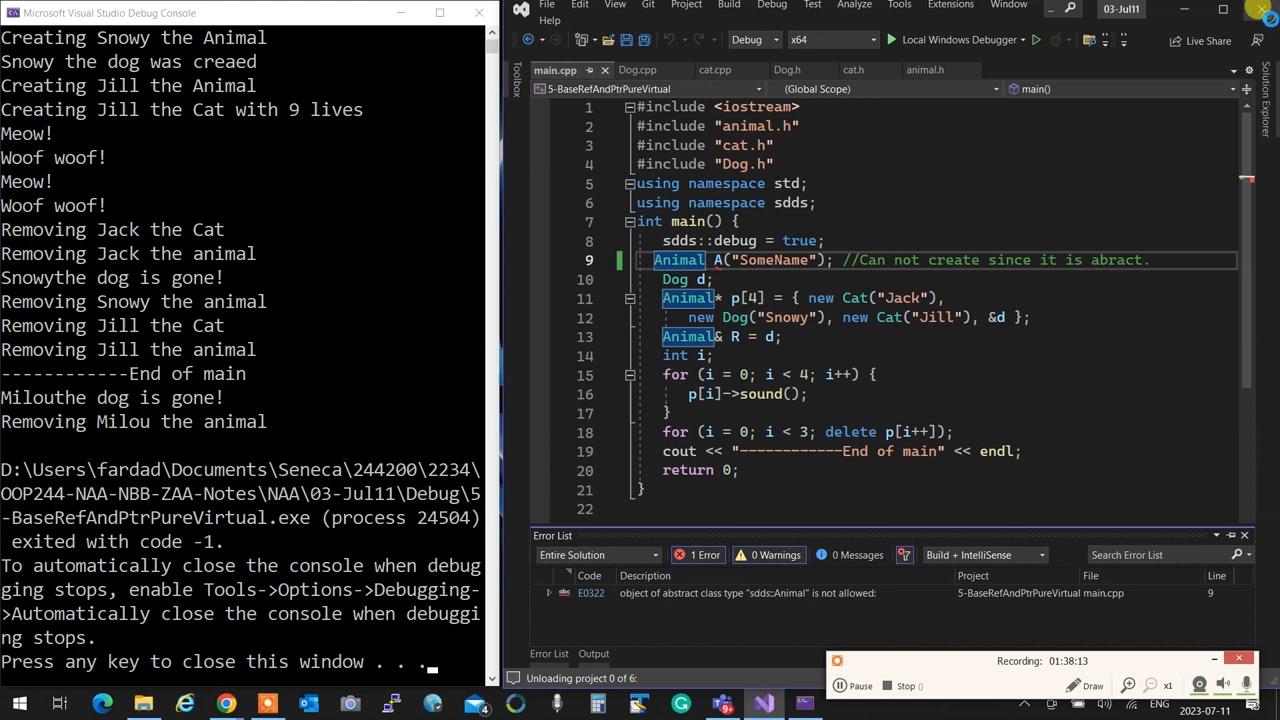 Microsoft Visual Studio Debug Console
Creating Snowy the Animal
Snowy the dog was creaed
Creating Jill the Animal
Creating Jill the Cat with 9 lives
Meow!
Woof woof!
Meow!
Woof woof!
Removing Jack the Cat
Removing Jack the animal
Snowythe dog is gone!
Removing Snowy the animal
Removing Jill the Cat
Removing Jill the animal
------------End of main
Milouthe dog is gone!
Removing Milou the animal
D:\Users\fardad\Documents\Seneca\244200\2234\
OOP244-NAA-NBB-ZAA-Notes\NAA\03-Jul11\Debug\5
-BaseRefAndPtrPureVirtual.exe (process 24504)
exited with code -1.
To automatically close the console when debug
ging stops, enable Tools->Options->Debugging-
>Automatically close the console when debuggi
ng stops.
Press any key to close this window . . .
File Edit View Git Project Build Debug Test Analyze Tools Extensions Window
Help
03-Jul11
Debug x64 Local Windows Debugger Live Share
Toolbox
Solution Explorer
main.cpp Dog.cpp cat.cpp Dog.h cat.h animal.h
5-BaseRefAndPtrPureVirtual (Global Scope) main()
1 #include <iostream>
2 #include "animal.h"
3 #include "cat.h"
4 #include "Dog.h"
5 using namespace std;
6 using namespace sdds;
7 int main() {
8 sdds::debug = true;
9 Animal A("SomeName"); //Can not create since it is abract.
10 Dog d;
11 Animal* p[4] = { new Cat("Jack"),
12 new Dog("Snowy"), new Cat("Jill"), &d };
13 Animal& R = d;
14 int i;
15 for (i = 0; i < 4; i++) {
16 p[i]->sound();
17 }
18 for (i = 0; i < 3; delete p[i++]);
19 cout << "------------End of main" << endl;
20 return 0;
21 }
22
Error List
Entire Solution 1 Error 0 Warnings 0 Messages Build + IntelliSense Search Error List
Code Description Project File Line
abc E0322 object of abstract class type "sdds::Animal" is not allowed: 5-BaseRefAndPtrPureVirtual main.cpp 9
Error List Output
Unloading project 0 of 6:
Recording: 01:38:13
Pause Stop () Draw x1
ENG 2023-07-11